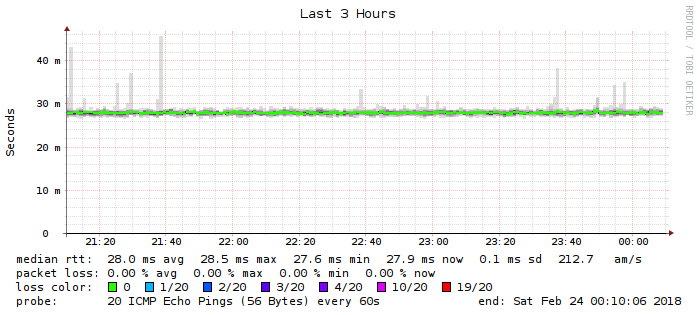 Last 3 Hours
RRDTOOL / TOBI OETIKER
Seconds
40 m
30 m
20 m
10 m
0
21:20 21:40 22:00 22:20 22:40 23:00 23:20 23:40 00:00
median rtt: 28.0 ms avg 28.5 ms max 27.6 ms min 27.9 ms now 0.1 ms sd 212.7 am/s
packet loss: 0.00 % avg 0.00 % max 0.00 % min 0.00 % now
loss color: 0 1/20 2/20 3/20 4/20 10/20 19/20
probe: 20 ICMP Echo Pings (56 Bytes) every 60s end: Sat Feb 24 00:10:06 2018